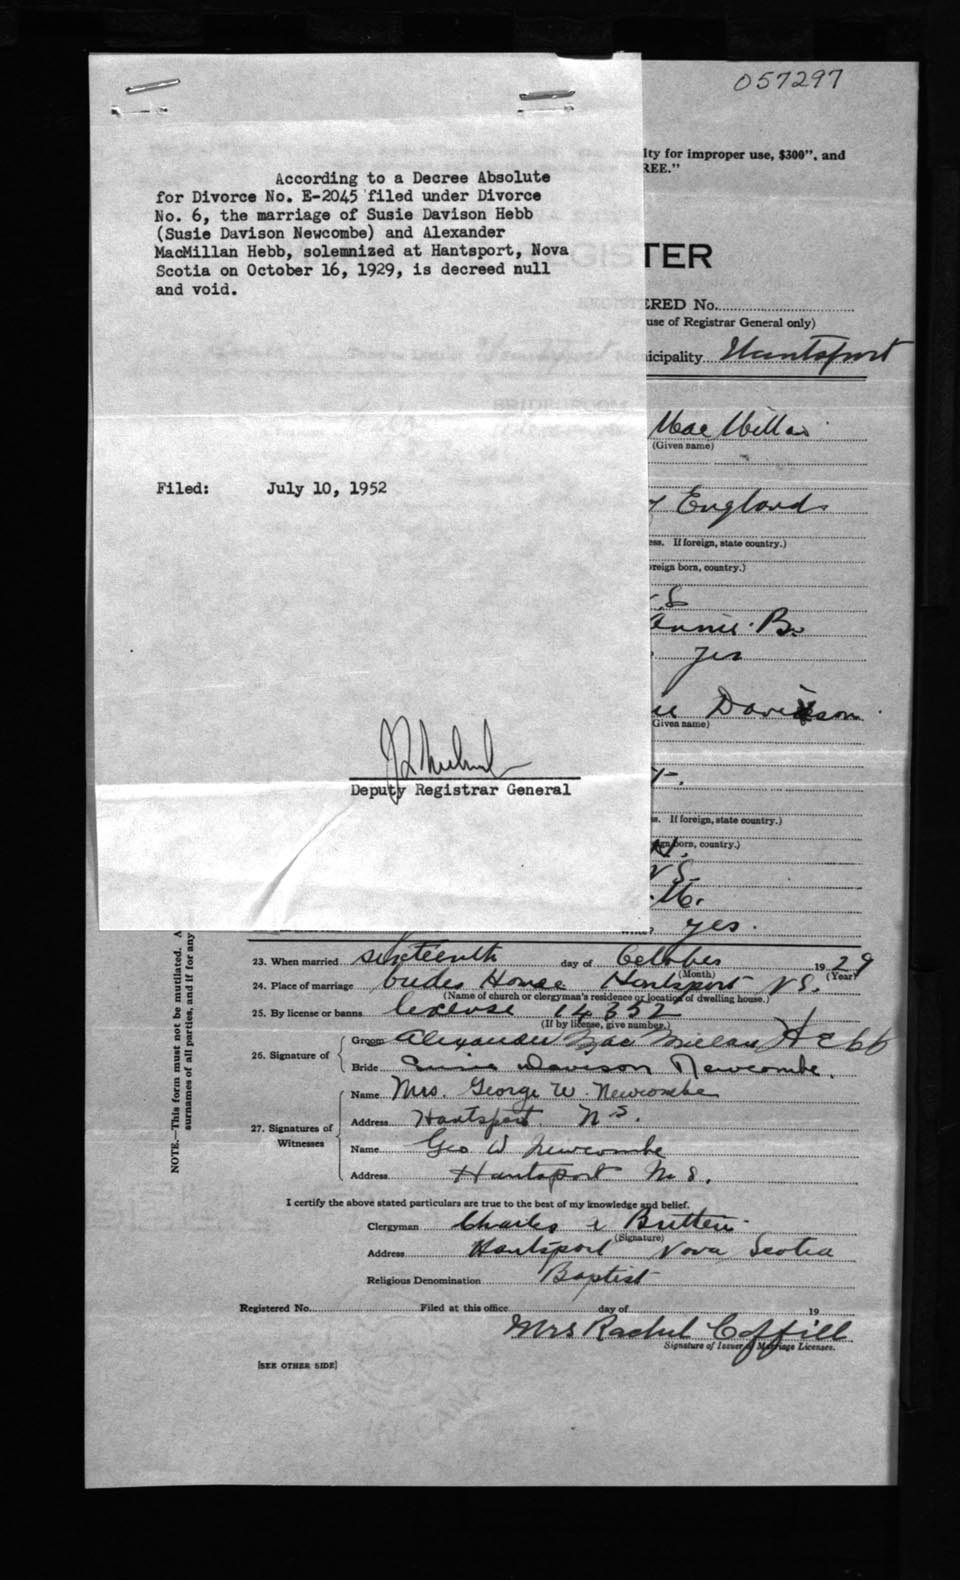 057297
lty for improper use, $300", and
REE."
According to a Decree Absolute
for Divorce No. E-2045 filed under Divorce
No. 6, the marriage of Susie Davison Hebb
(Susie Davison Newcombe) and Alexander
MacMillan Hebb, solemnized at Hantsport, Nova
Scotia on October 16, 1929, is decreed null
and void.
TER
ERED No.
use of Registrar General only)
icipality Hantsport
Mac Millan
(Given name)
Filed: July 10, 1952
England
ess. If foreign, state country.)
oreign born, country.)
.S
Annie B.
yes
Davison
(Given name)
Deputy Registrar General
s. If foreign, state country.)
ign born, country.)
N S.
yes.
23. When married sixteenth day of October 1929
(Month) (Year)
24. Place of marriage brides House Hantsport N S.
(Name of church or clergyman's residence or location of dwelling house.)
25. By license or banns license 14352
(If by license, give number.)
26. Signature of
Groom Alexander Mac Millan Hebb
Bride Susie Davison Newcombe.
27. Signatures of Witnesses
Name Mrs. George W. Newcombe
Address Hantsport. N S.
Name Geo W Newcombe
Address Hantsport N S.
I certify the above stated particulars are true to the best of my knowledge and belief.
Clergyman Charles Britten
(Signature)
Address Hantsport Nova Scotia
Religious Denomination Baptist
Registered No. Filed at this office day of 19
Mrs Rachel Coffill
Signature of Issuer of Marriage Licenses.
[SEE OTHER SIDE]
NOTE.—This form must not be mutilated. A
surnames of all parties, and if for any